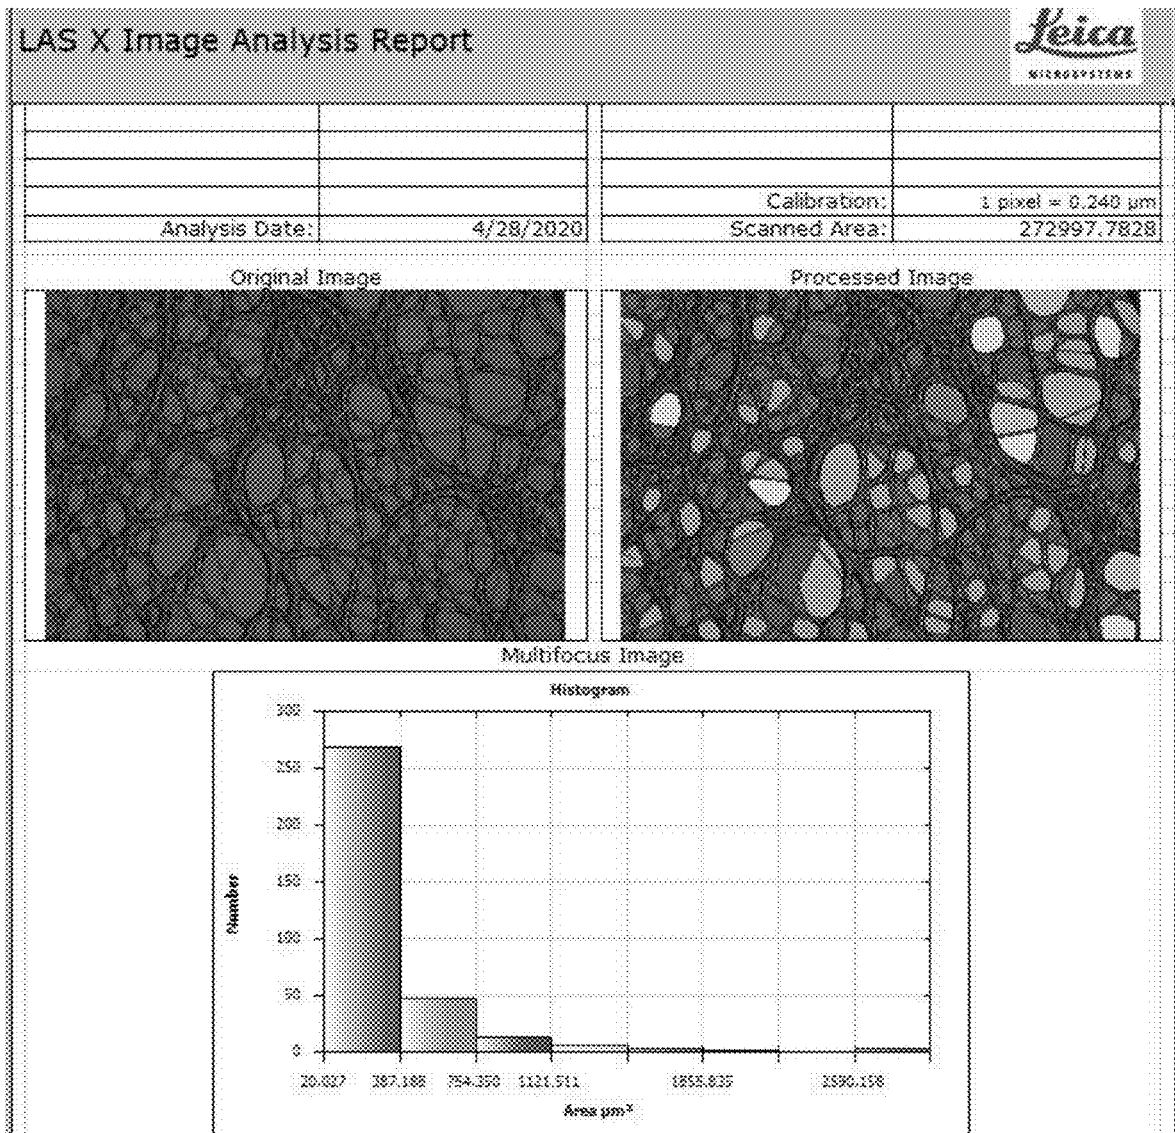 LAS X Image Analysis Report
Leica
MICROSYSTEMS
Calibration: 1 pixel = 0.240 µm
Analysis Date: 4/28/2020 Scanned Area: 272997.7828
Original Image Processed Image
Multifocus Image
Histogram
300
250
200
150
100
50
0
Number
20.027 387.188 754.350 1121.511 1855.835 2590.158
Area µm²